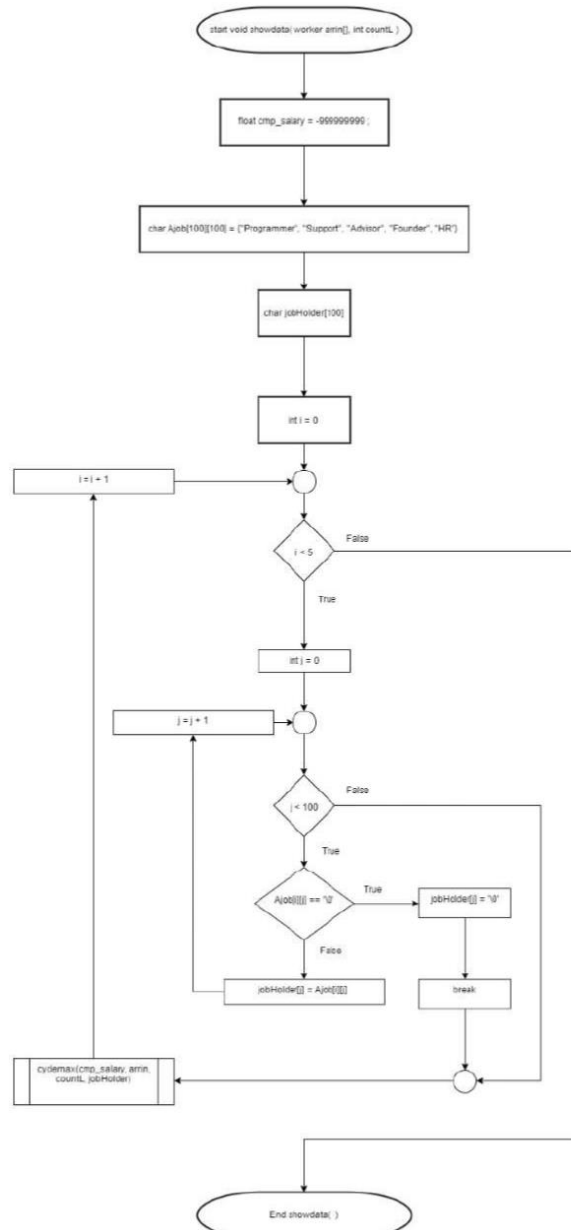 start void showdata( worker arrin[], int countL )
float cmp_salary = -999999999 ;
char Ajob[100][100] = {"Programmer", "Support", "Advisor", "Founder", "HR"}
char jobHolder[100]
int i = 0
i = i + 1
i < 5
False
True
int j = 0
j = j + 1
j < 100
False
True
Ajob[i][j] == '\0'
True
jobHolder[j] = '\0'
False
jobHolder[j] = Ajob[i][j]
break
cyclemax(cmp_salary, arrin,
countL, jobHolder)
End showdata( )